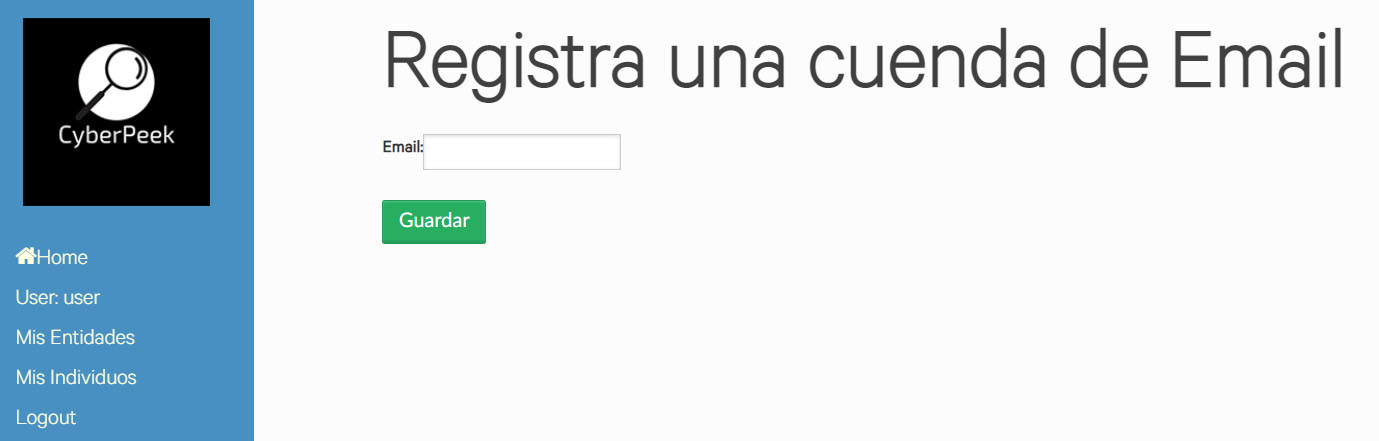 CyberPeek
Home
User: user
Mis Entidades
Mis Individuos
Logout
Registra una cuenda de Email
Email:
Guardar